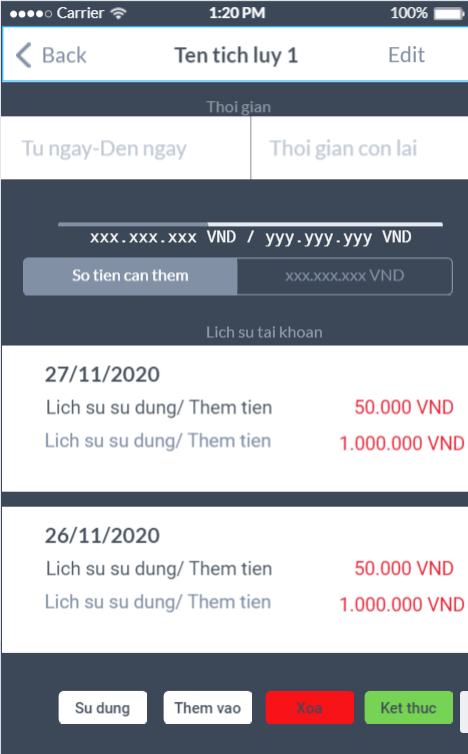 Carrier 1:20 PM 100%
Back Ten tich luy 1 Edit
Thoi gian
Tu ngay-Den ngay Thoi gian con lai
xxx.xxx.xxx VND / yyy.yyy.yyy VND
So tien can them xxx.xxx.xxx VND
Lich su tai khoan
27/11/2020
Lich su su dung/ Them tien 50.000 VND
Lich su su dung/ Them tien 1.000.000 VND
26/11/2020
Lich su su dung/ Them tien 50.000 VND
Lich su su dung/ Them tien 1.000.000 VND
Su dung Them vao Xoa Ket thuc